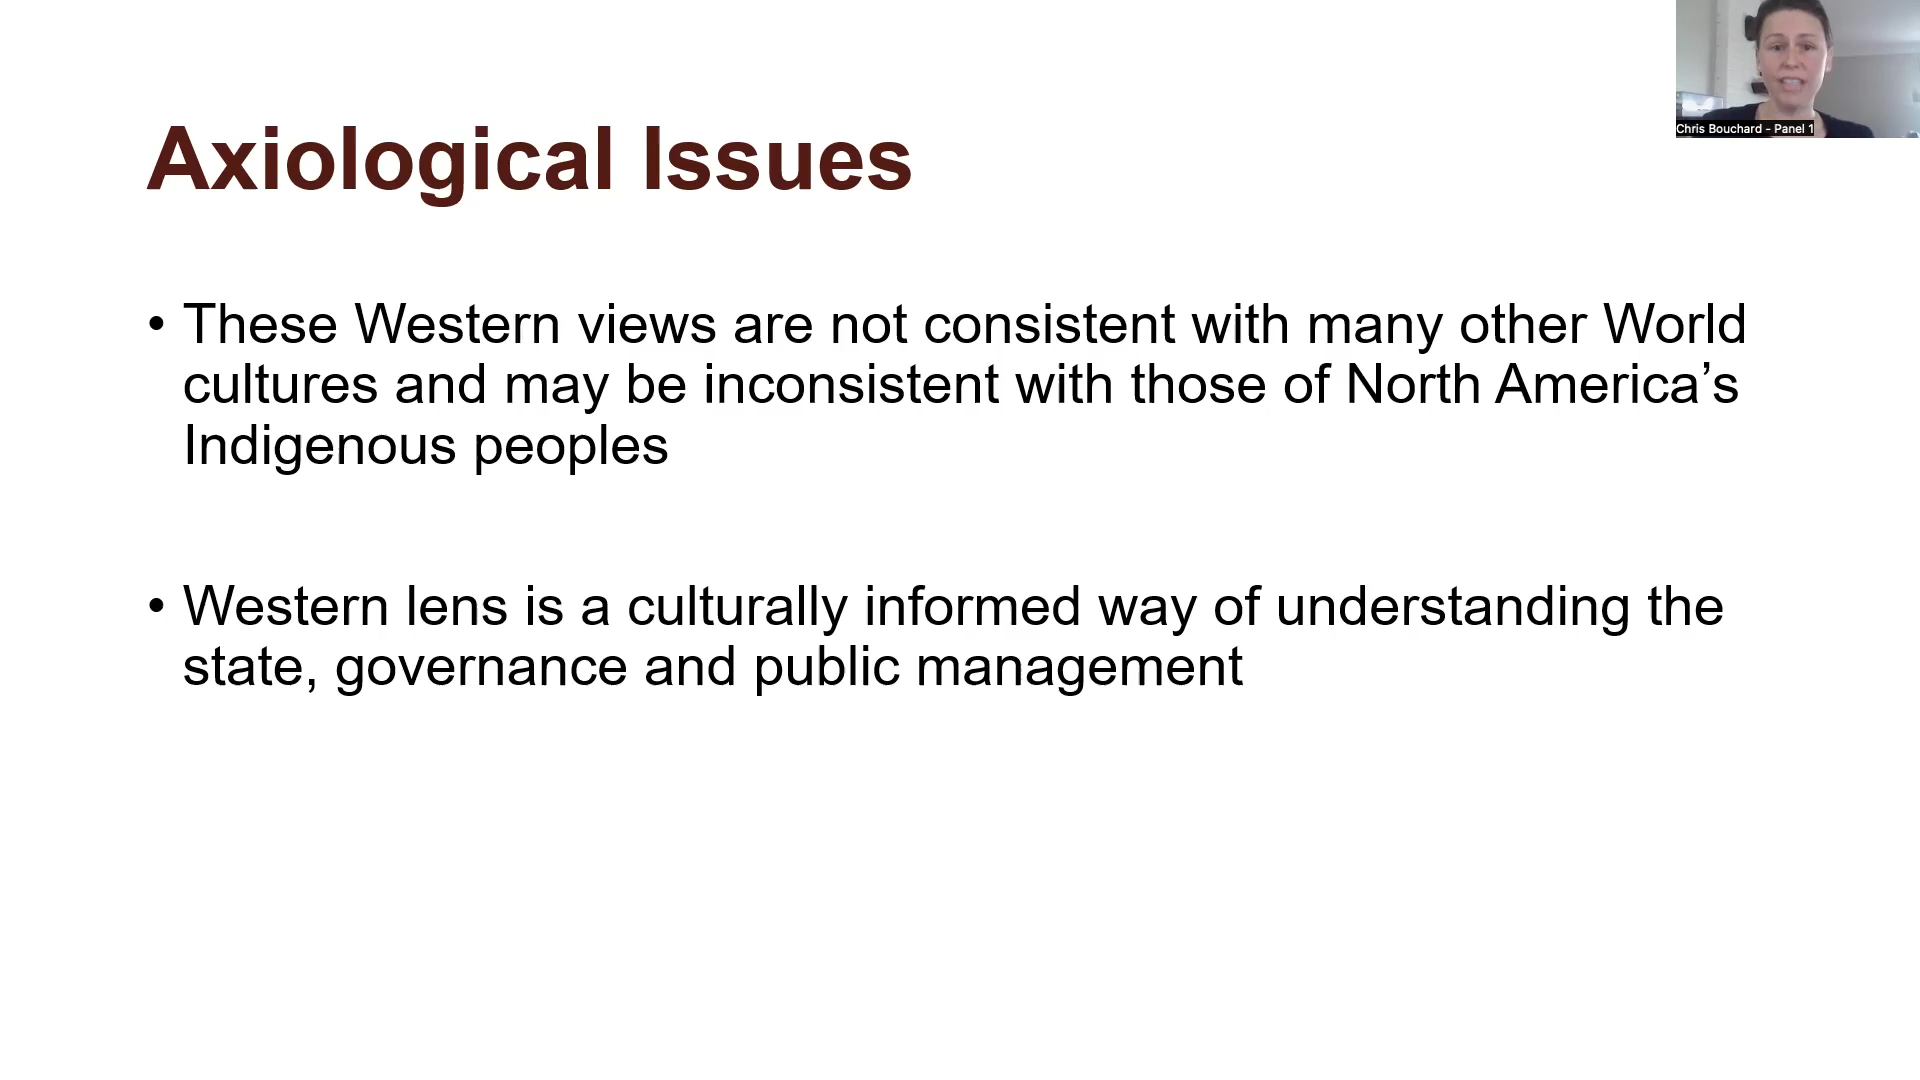 Chris Bouchard - Panel 1
Axiological Issues
• These Western views are not consistent with many other World
cultures and may be inconsistent with those of North America’s
Indigenous peoples
• Western lens is a culturally informed way of understanding the
state, governance and public management